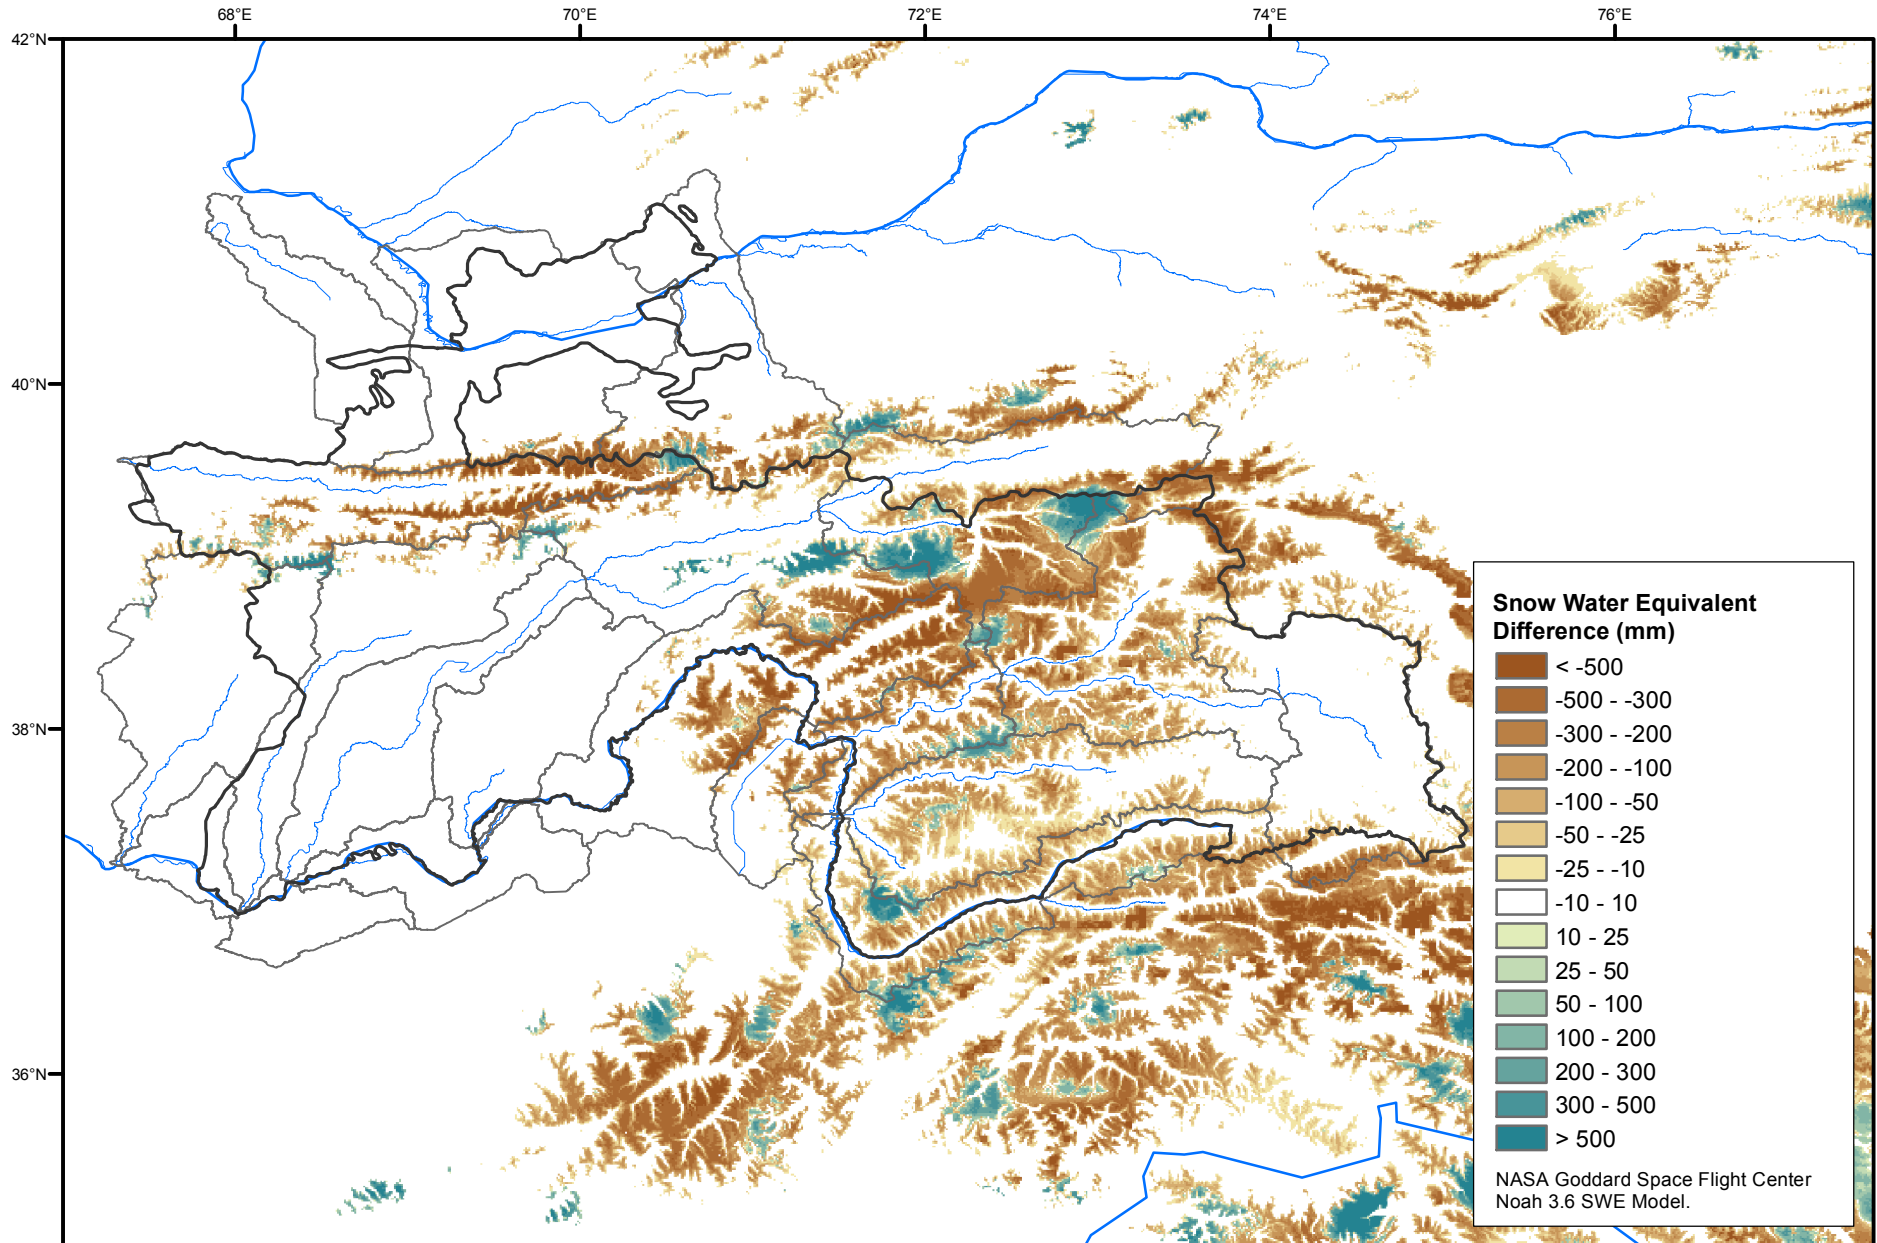 68°E 70°E 72°E 74°E 76°E
42°N
40°N
38°N
36°N
Snow Water Equivalent
Difference (mm)
< -500
-500 - -300
-300 - -200
-200 - -100
-100 - -50
-50 - -25
-25 - -10
-10 - 10
10 - 25
25 - 50
50 - 100
100 - 200
200 - 300
300 - 500
> 500
NASA Goddard Space Flight Center
Noah 3.6 SWE Model.